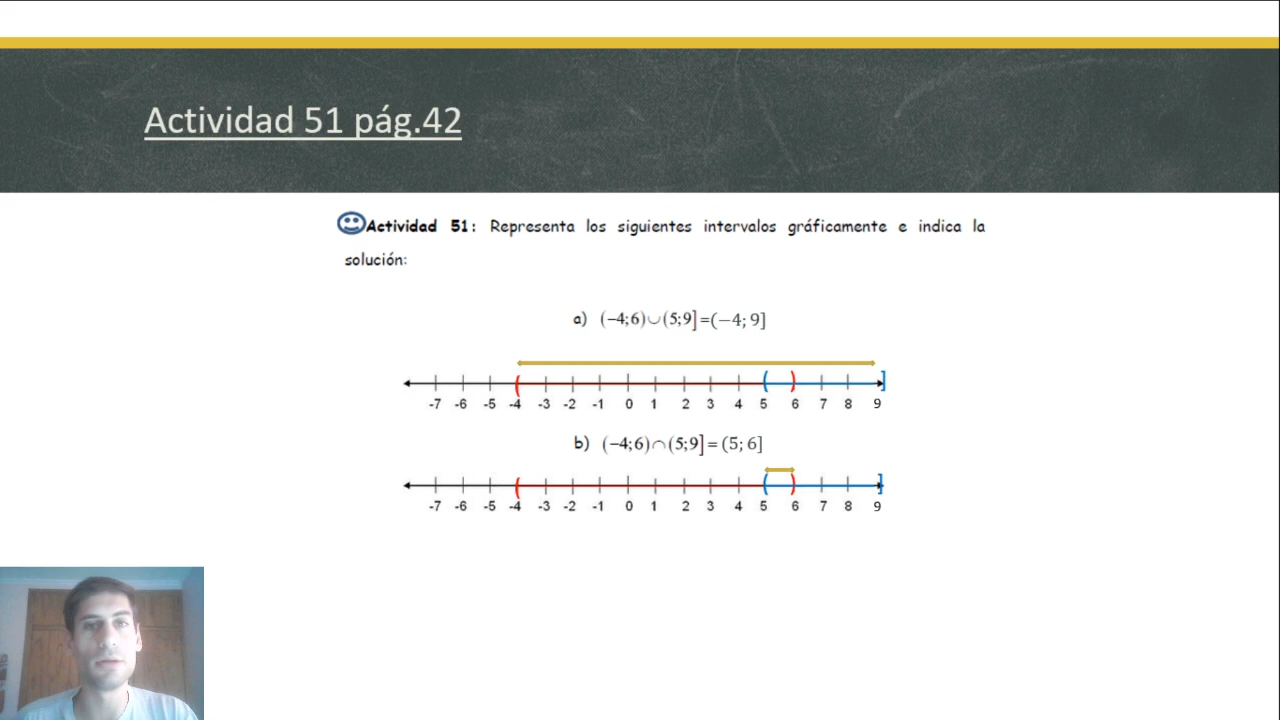 Actividad 51 pág.42
Actividad 51: Representa los siguientes intervalos gráficamente e indica la
solución:
a) (−4;6)∪(5;9]=(−4; 9]
-7 -6 -5 -4 -3 -2 -1 0 1 2 3 4 5 6 7 8 9
b) (−4;6)∩(5;9]= (5; 6]
-7 -6 -5 -4 -3 -2 -1 0 1 2 3 4 5 6 7 8 9